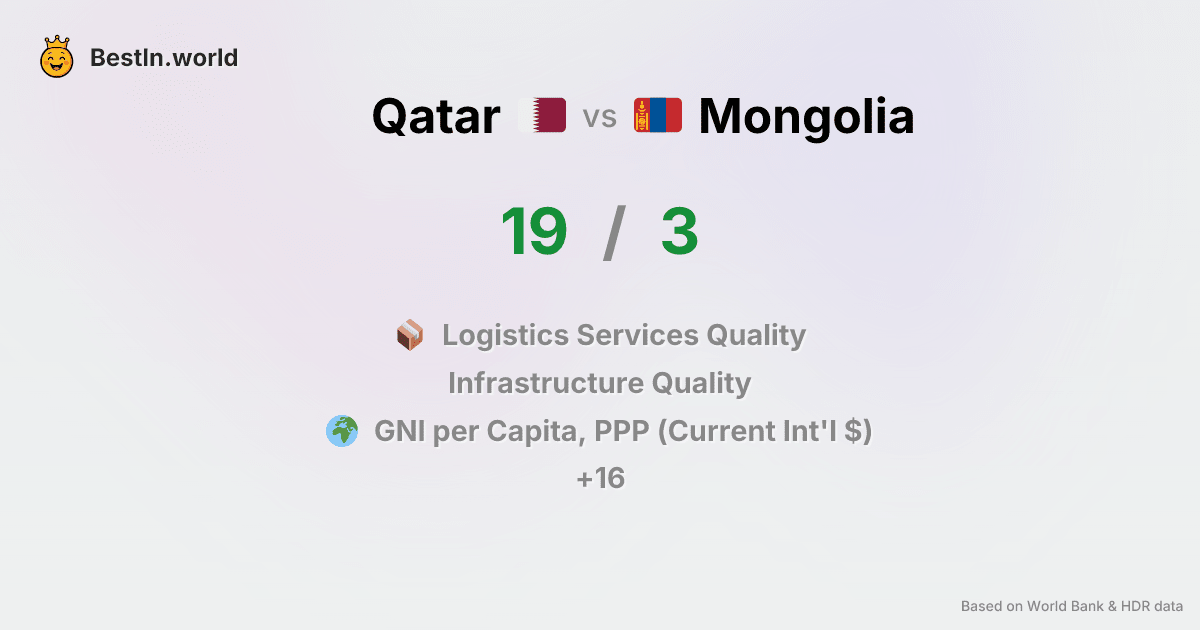 BestIn.world
Qatar vs Mongolia
19 / 3
Logistics Services Quality
Infrastructure Quality
GNI per Capita, PPP (Current Int'l $)
+16
Based on World Bank & HDR data